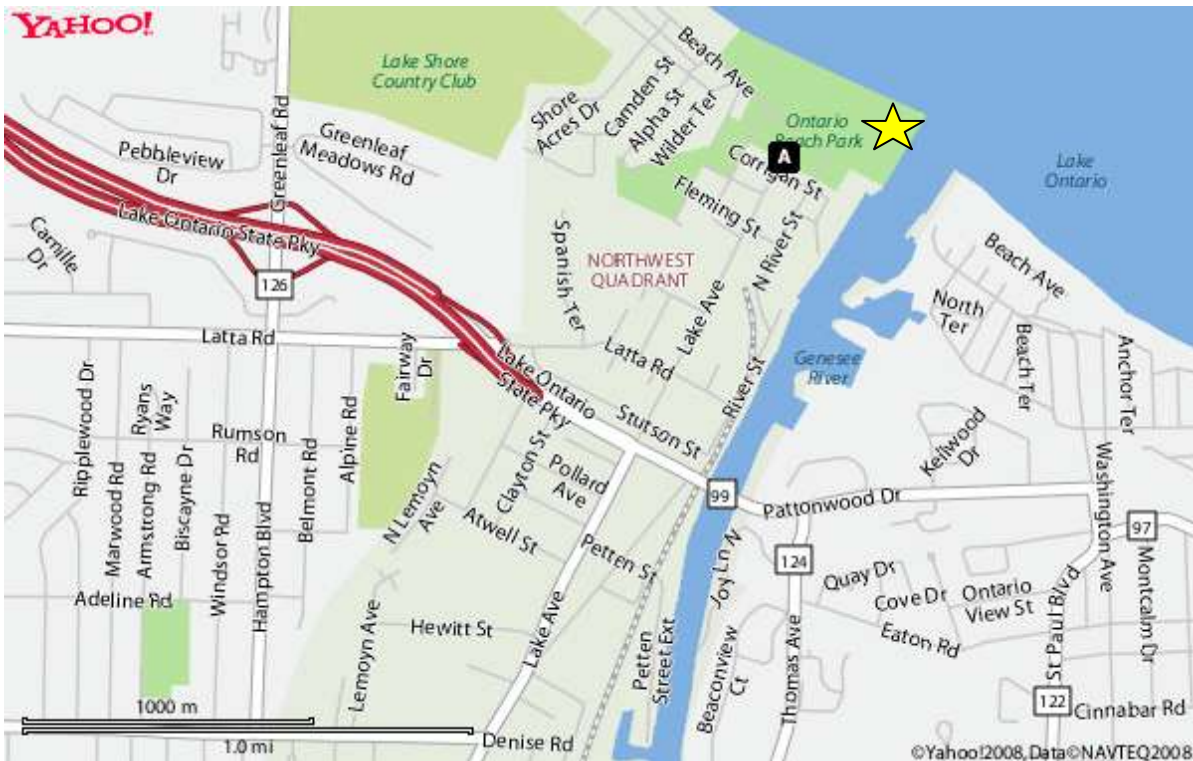 YAHOO!
Lake Shore
Country Club
Beach Ave
Camden St
Alpha St
Wilder Ter
Shore
Acres Dr
Ontario
Beach Park
A
Corrigan St
Fleming St
N River St
Lake
Ontario
Greenleaf Rd
Greenleaf
Meadows Rd
Pebbleview
Dr
Lake Ontario State Pky
Carnille
Dr
126
Spanish Ter
NORTHWEST
QUADRANT
Lake Ave
Beach Ave
North
Ter
Beach Ter
Anchor Ter
Latta Rd
Fairway
Dr
Latta Rd
Lake Ontario
State Pky
River St
Genesee
River
Ripplewood Dr
Marwood Rd
Ryans
Way
Armstrong Rd
Biscayne Dr
Rumson
Rd
Windsor Rd
Hampton Blvd
Belmont Rd
Alpine Rd
Stutson St
Clayton St
Pollard
Ave
N Lemoyn
Ave
Atwell St
Petten St
99
Pattonwood Dr
Kellwood
Dr
Washington Ave
97
Montcalm Dr
124
Joy Ln N
Quay Dr
Cove Dr
Ontario
View St
Eaton Rd
St Paul Blvd
Adeline Rd
Lemoyn Ave
Hewitt St
Lake Ave
Petten
Street Ext
Beaconview
Ct
Thomas Ave
122
Cinnabar Rd
1000 m
1.0 mi
Denise Rd
©Yahoo!2008, Data©NAVTEQ2008